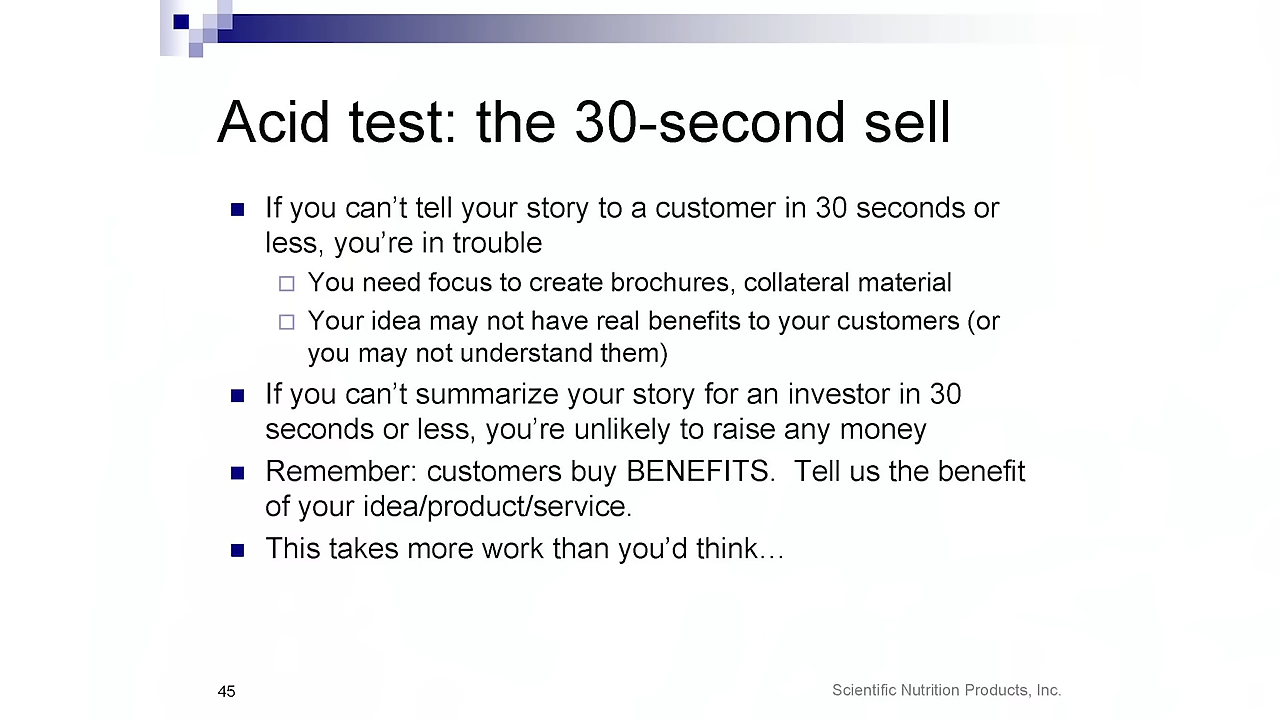 Acid test: the 30-second sell
If you can’t tell your story to a customer in 30 seconds or
less, you’re in trouble
You need focus to create brochures, collateral material
Your idea may not have real benefits to your customers (or
you may not understand them)
If you can’t summarize your story for an investor in 30
seconds or less, you’re unlikely to raise any money
Remember: customers buy BENEFITS.  Tell us the benefit
of your idea/product/service.
This takes more work than you’d think…
45
Scientific Nutrition Products, Inc.